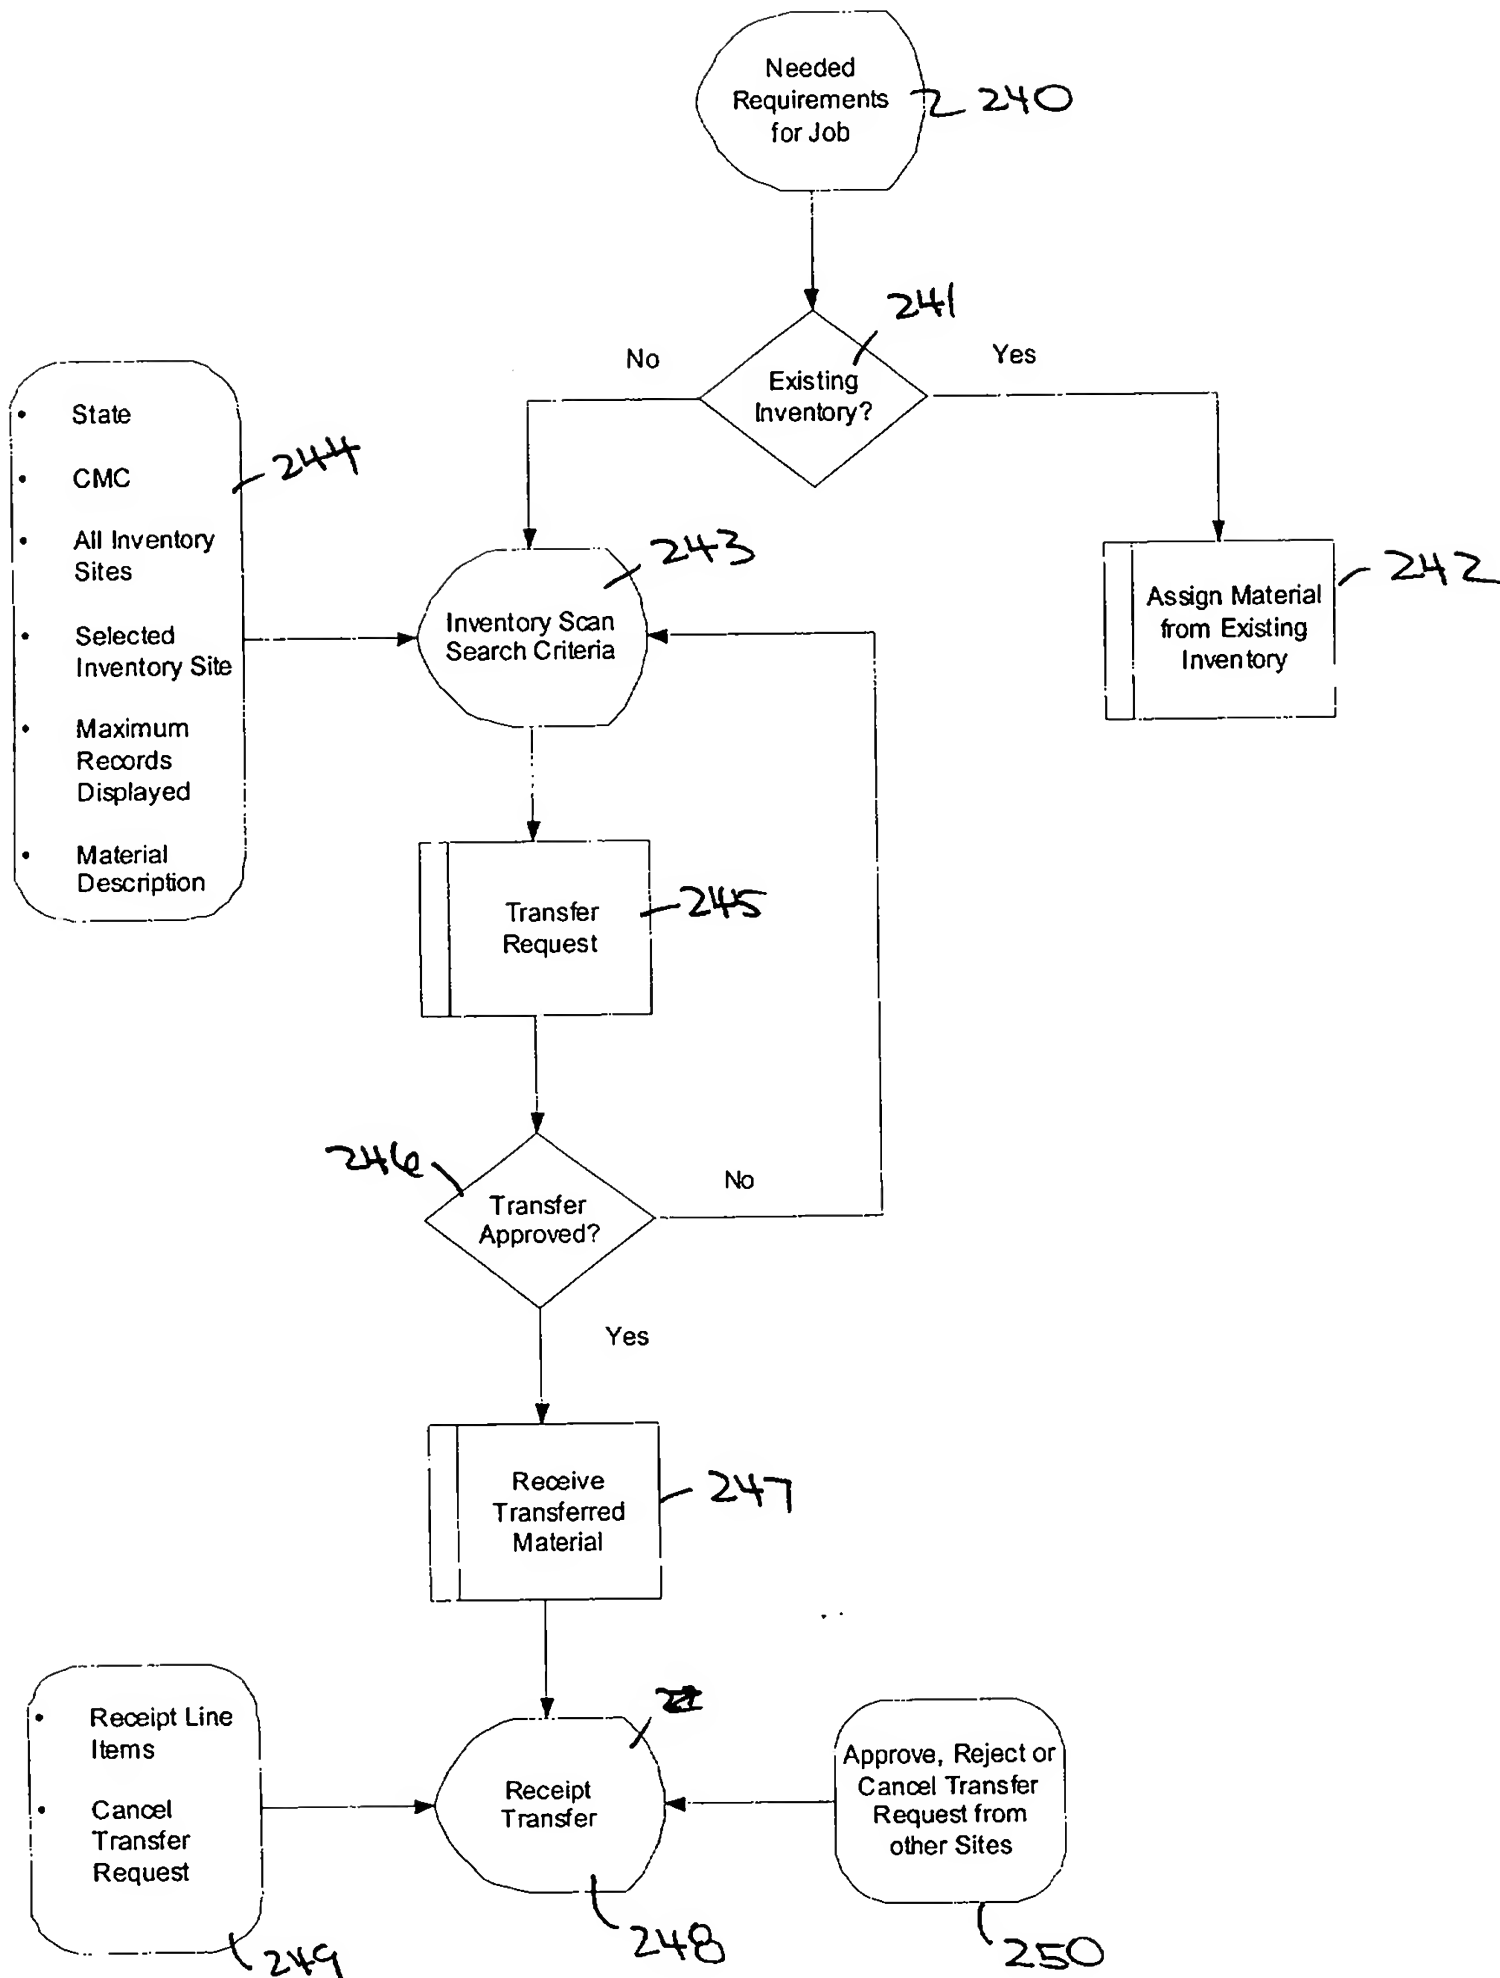 Needed
Requirements
for Job
240
241
No
Yes
Existing
Inventory?
• State
• CMC
• All Inventory
Sites
• Selected
Inventory Site
• Maximum
Records
Displayed
• Material
Description
244
243
Inventory Scan
Search Criteria
242
Assign Material
from Existing
Inventory
Transfer
Request
245
246
Transfer
Approved?
No
Yes
Receive
Transferred
Material
247
• Receipt Line
Items
• Cancel
Transfer
Request
249
Receipt
Transfer
248
Approve, Reject or
Cancel Transfer
Request from
other Sites
250